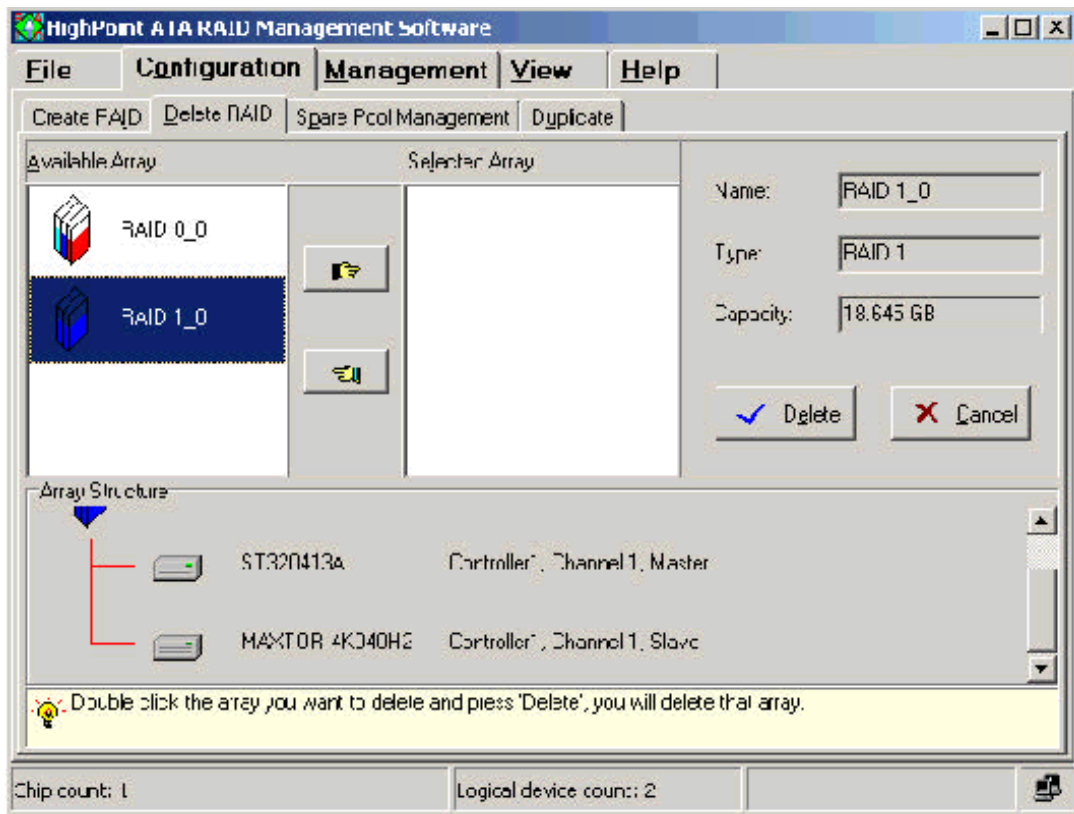 HighPoint ATA RAID Management Software
File Configuration Management View Help
Create RAID Delete RAID Spare Pool Management Duplicate
Available Array Selected Array
RAID 0_0
RAID 1_0
Name: RAID 1_0
Type: RAID 1
Capacity: 18.645 GB
Delete Cancel
Array Structure
ST320413A Controller1, Channel 1, Master
MAXTOR 4K040H2 Controller1, Channel 1, Slave
Double click the array you want to delete and press 'Delete', you will delete that array.
Chip count: 1 Logical device count: 2